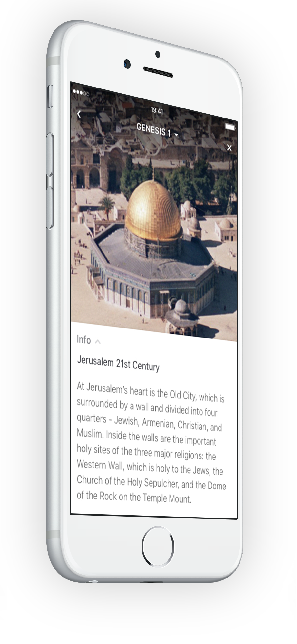 9:41
GENESIS 1
Info
Jerusalem 21st Century
At Jerusalem's heart is the Old City, which is
surrounded by a wall and divided into four
quarters - Jewish, Armenian, Christian, and
Muslim. Inside the walls are the important
holy sites of the three major religions: the
Western Wall, which is holy to the Jews, the
Church of the Holy Sepulcher, and the Dome
of the Rock on the Temple Mount.